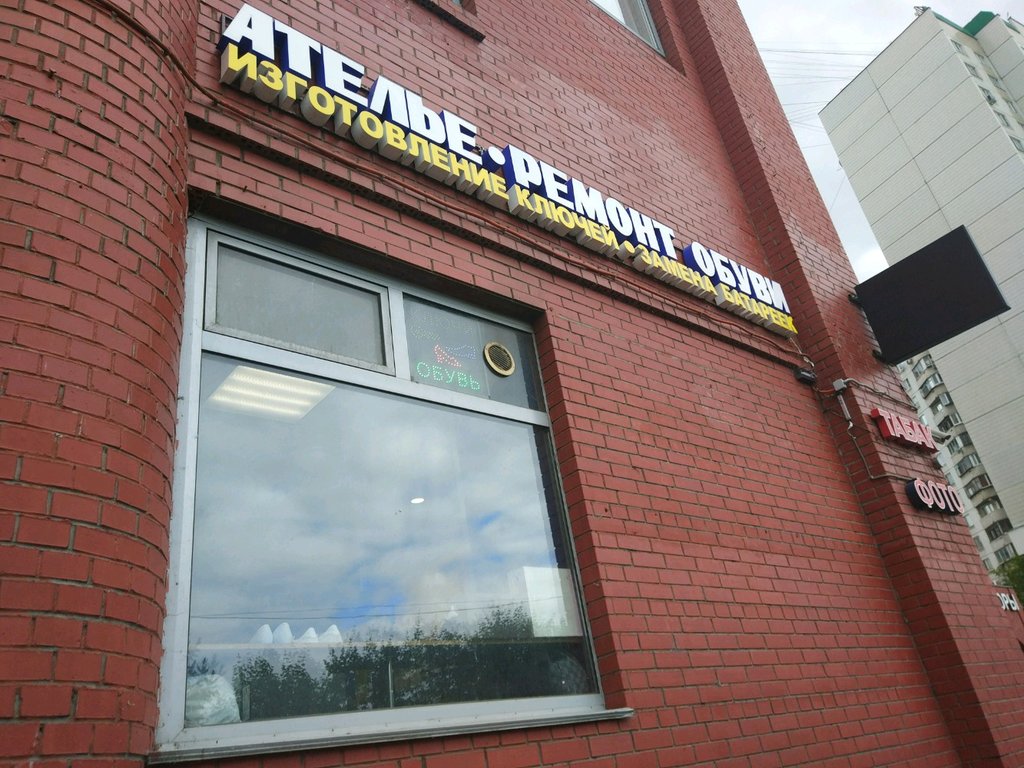 АТЕЛЬЕ • РЕМОНТ ОБУВИ
ИЗГОТОВЛЕНИЕ КЛЮЧЕЙ • ЗАМЕНА БАТАРЕЕК
ОБУВЬ
ТАБАК
ФОТО